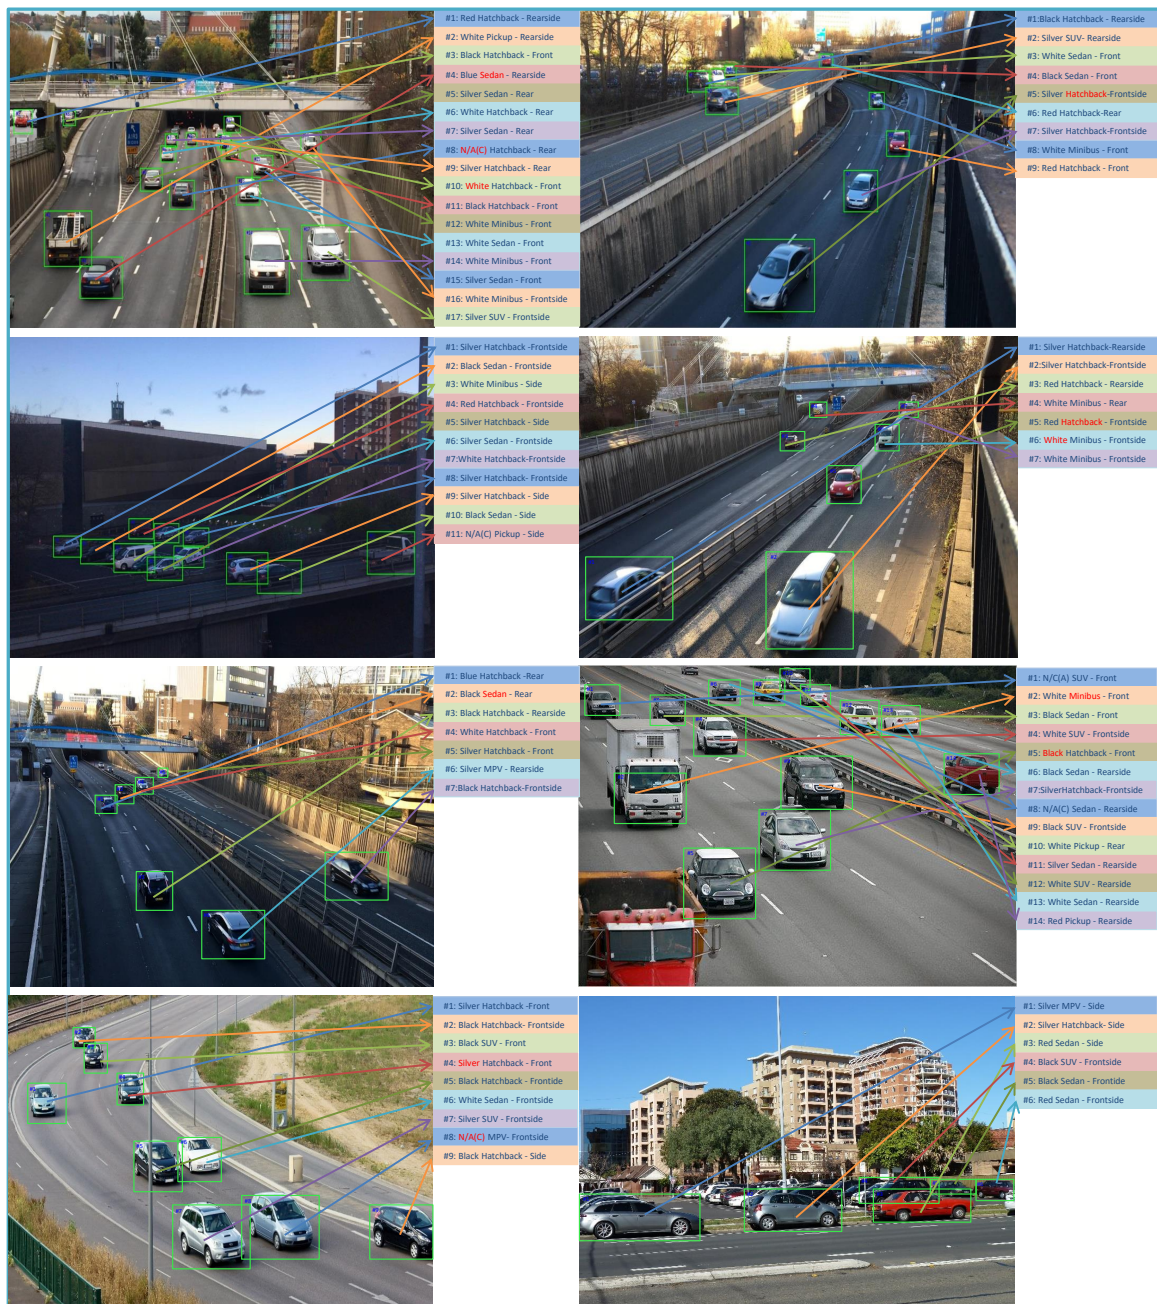 #1: Red Hatchback - Rearside
#2: White Pickup - Rearside
#3: Black Hatchback - Front
#4: Blue Sedan - Rearside
#5: Silver Sedan - Rear
#6: White Hatchback - Rear
#7: Silver Sedan - Rear
#8: N/A(C) Hatchback - Rear
#9: Silver Hatchback - Rear
#10: White Hatchback - Front
#11: Black Hatchback - Front
#12: White Minibus - Front
#13: White Sedan - Front
#14: White Minibus - Front
#15: Silver Sedan - Front
#16: White Minibus - Frontside
#17: Silver SUV - Frontside
#1:Black Hatchback - Rearside
#2: Silver SUV- Rearside
#3: White Sedan - Front
#4: Black Sedan - Front
#5: Silver Hatchback-Frontside
#6: Red Hatchback-Rear
#7: Silver Hatchback-Frontside
#8: White Minibus - Front
#9: Red Hatchback - Front
#1: Silver Hatchback -Frontside
#2: Black Sedan - Frontside
#3: White Minibus - Side
#4: Red Hatchback - Frontside
#5: Silver Hatchback - Side
#6: Silver Sedan - Frontside
#7:White Hatchback-Frontside
#8: Silver Hatchback- Frontside
#9: Silver Hatchback - Side
#10: Black Sedan - Side
#11: N/A(C) Pickup - Side
#1: Silver Hatchback-Rearside
#2:Silver Hatchback-Frontside
#3: Red Hatchback - Rearside
#4: White Minibus - Rear
#5: Red Hatchback - Frontside
#6: White Minibus - Frontside
#7: White Minibus - Frontside
#1: Blue Hatchback -Rear
#2: Black Sedan - Rear
#3: Black Hatchback - Rearside
#4: White Hatchback - Front
#5: Silver Hatchback - Front
#6: Silver MPV - Rearside
#7:Black Hatchback-Frontside
#1: N/C(A) SUV - Front
#2: White Minibus - Front
#3: Black Sedan - Front
#4: White SUV - Frontside
#5: Black Hatchback - Front
#6: Black Sedan - Rearside
#7:SilverHatchback-Frontside
#8: N/A(C) Sedan - Rearside
#9: Black SUV - Frontside
#10: White Pickup - Rear
#11: Silver Sedan - Rearside
#12: White SUV - Rearside
#13: White Sedan - Rearside
#14: Red Pickup - Rearside
#1: Silver Hatchback -Front
#2: Black Hatchback- Frontside
#3: Black SUV - Front
#4: Silver Hatchback - Front
#5: Black Hatchback - Frontide
#6: White Sedan - Frontside
#7: Silver SUV - Frontside
#8: N/A(C) MPV- Frontside
#9: Black Hatchback - Side
#1: Silver MPV - Side
#2: Silver Hatchback- Side
#3: Red Sedan - Side
#4: Black SUV - Frontside
#5: Black Sedan - Frontide
#6: Red Sedan - Frontside